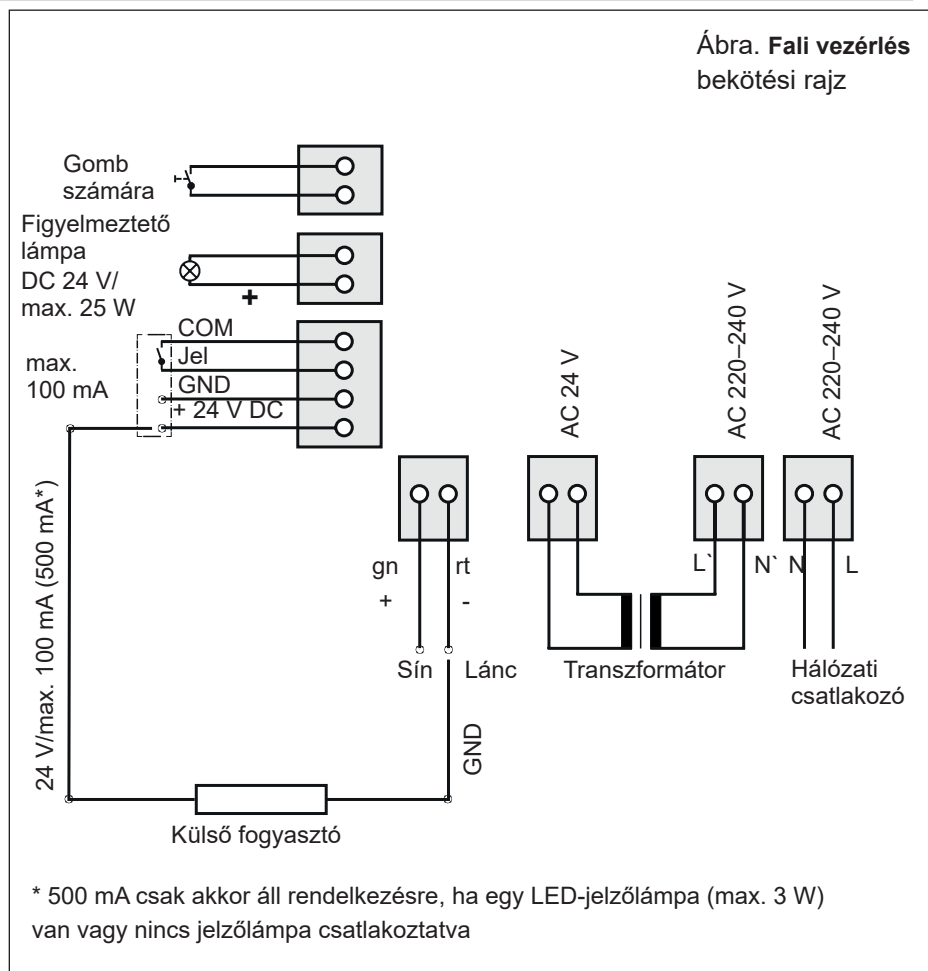 Ábra. Fali vezérlés
bekötési rajz
Gomb
számára
Figyelmeztető
lámpa
DC 24 V/
max. 25 W
+
COM
Jel
GND
+ 24 V DC
max.
100 mA
24 V/max. 100 mA (500 mA*)
AC 24 V
AC 220–240 V
AC 220–240 V
gn
rt
+
-
L`
N`
N
L
Sín
Lánc
Transzformátor
Hálózati
csatlakozó
GND
Külső fogyasztó
* 500 mA csak akkor áll rendelkezésre, ha egy LED-jelzőlámpa (max. 3 W)
van vagy nincs jelzőlámpa csatlakoztatva